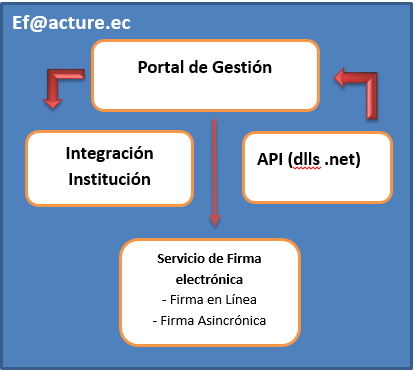 Ef@acture.ec
Portal de Gestión
Integración
Institución
API (dlls .net)
Servicio de Firma
electrónica
- Firma en Línea
- Firma Asincrónica